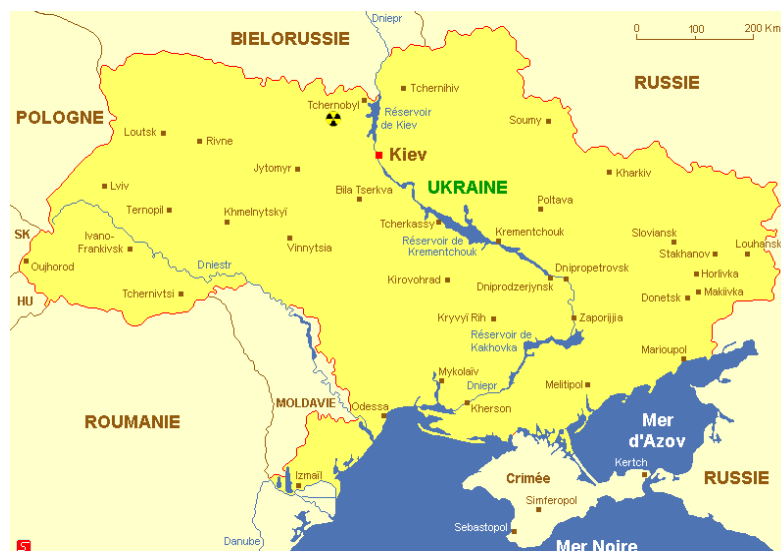 Dniepr
BIELORUSSIE
0
200 Km
RUSSIE
Tchernihiv
Tchernobyl
Réservoir
de Kiev
POLOGNE
Soumy
Loutsk
Rivne
Kiev
Jytomyr
Kharkiv
Lviv
Bila Tserkva
UKRAINE
Poltava
Ternopil
Khmelnytskyï
Tcherkassy
SK
Ivano-
Frankivsk
Vinnytsia
Réservoir de
Krementchouk
Krementchouk
Sloviansk
Louhansk
Stakhanov
Oujhorod
Dniestr
Dnipropetrovsk
Horlivka
HU
Tchernivtsi
Kirovohrad
Dniprodzerjynsk
Makiivka
Donetsk
Kryvyï Rih
Zaporijjia
Réservoir de
Kakhovka
Marioupol
Mykolaïv
Dniepr
Melitipol
MOLDAVIE
Odessa
Kherson
ROUMANIE
Mer
d'Azov
Kertch
Crimée
RUSSIE
Izmaïl
Simferopol
Sebastopol
Danube
Mer Noire
S